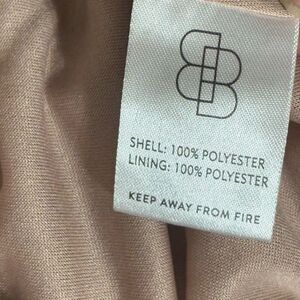 SHELL: 100% POLYESTER
LINING: 100% POLYESTER
KEEP AWAY FROM FIRE